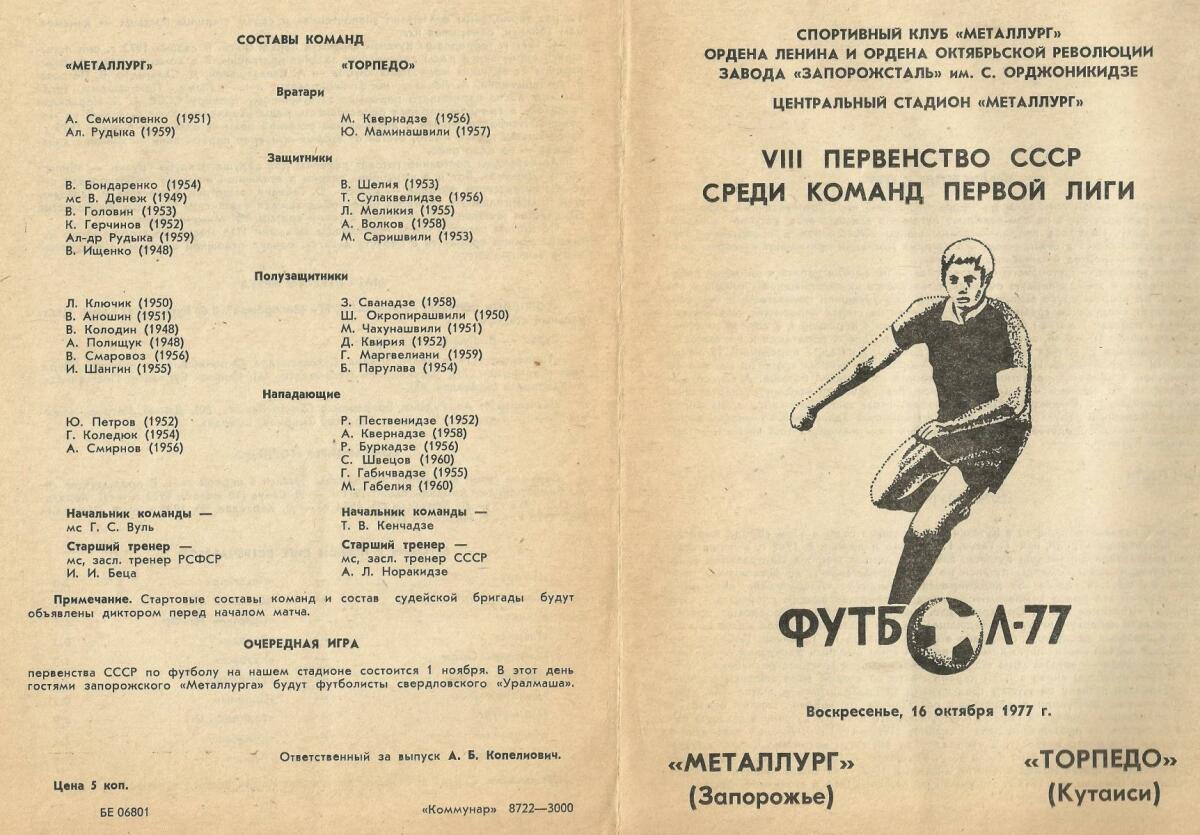 СОСТАВЫ КОМАНД
«МЕТАЛЛУРГ» «ТОРПЕДО»
Вратари
А. Семикопенко (1951) М. Квернадзе (1956)
Ал. Рудыка (1959) Ю. Маминашвили (1957)
Защитники
В. Бондаренко (1954) В. Шелия (1953)
мс В. Денеж (1949) Т. Сулаквелидзе (1956)
В. Головин (1953) Л. Меликия (1955)
К. Герчинов (1952) А. Волков (1958)
Ал-др Рудыка (1959) М. Саришвили (1953)
В. Ищенко (1948)
Полузащитники
Л. Ключик (1950) З. Сванадзе (1958)
В. Аношин (1951) Ш. Окропирашвили (1950)
В. Колодин (1948) М. Чахунашвили (1951)
А. Полищук (1948) Д. Квирия (1952)
В. Смаровоз (1956) Г. Маргвелиани (1959)
И. Шангин (1955) Б. Парулава (1954)
Нападающие
Ю. Петров (1952) Р. Пественидзе (1952)
Г. Коледюк (1954) А. Квернадзе (1958)
А. Смирнов (1956) Р. Буркадзе (1956)
С. Швецов (1960)
Г. Габичвадзе (1955)
М. Габелия (1960)
Начальник команды — Начальник команды —
мс Г. С. Вуль Т. В. Кенчадзе
Старший тренер — Старший тренер —
мс, засл. тренер РСФСР мс, засл. тренер СССР
И. И. Беца А. Л. Норакидзе
Примечание. Стартовые составы команд и состав судейской бригады будут
объявлены диктором перед началом матча.
ОЧЕРЕДНАЯ ИГРА
первенства СССР по футболу на нашем стадионе состоится 1 ноября. В этот день
гостями запорожского «Металлурга» будут футболисты свердловского «Уралмаша».
Ответственный за выпуск А. Б. Копелиович.
Цена 5 коп.
БЕ 06801 «Коммунар» 8722—3000
СПОРТИВНЫЙ КЛУБ «МЕТАЛЛУРГ»
ОРДЕНА ЛЕНИНА И ОРДЕНА ОКТЯБРЬСКОЙ РЕВОЛЮЦИИ
ЗАВОДА «ЗАПОРОЖСТАЛЬ» им. С. ОРДЖОНИКИДЗЕ
ЦЕНТРАЛЬНЫЙ СТАДИОН «МЕТАЛЛУРГ»
VIII ПЕРВЕНСТВО СССР
СРЕДИ КОМАНД ПЕРВОЙ ЛИГИ
ФУТБОЛ-77
Воскресенье, 16 октября 1977 г.
«МЕТАЛЛУРГ» «ТОРПЕДО»
(Запорожье) (Кутаиси)